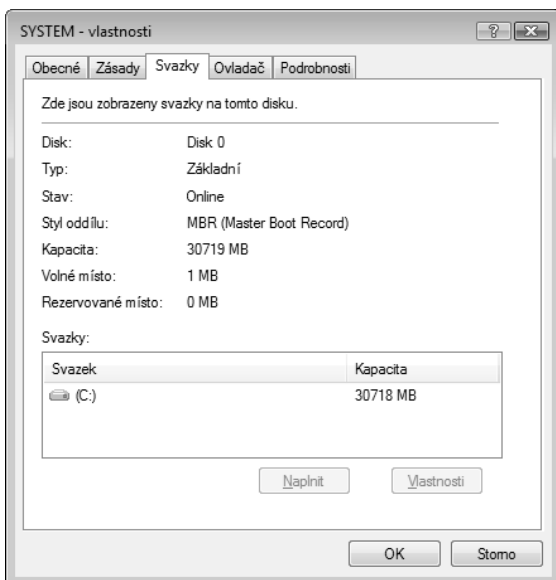 SYSTEM - vlastnosti
Obecné Zásady Svazky Ovladač Podrobnosti
Zde jsou zobrazeny svazky na tomto disku.
Disk: Disk 0
Typ: Základní
Stav: Online
Styl oddílu: MBR (Master Boot Record)
Kapacita: 30719 MB
Volné místo: 1 MB
Rezervované místo: 0 MB
Svazky:
Svazek Kapacita
(C:) 30718 MB
Naplnit Vlastnosti
OK Storno